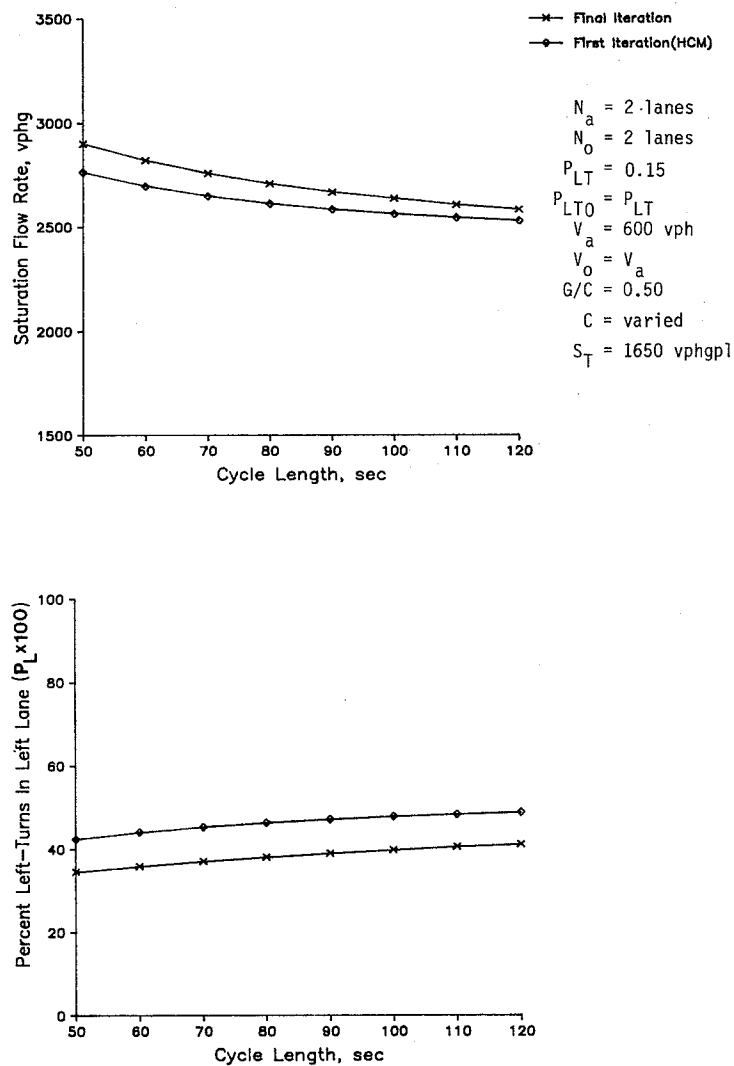 Final Iteration
First Iteration(HCM)
3500
3000
2500
2000
1500
Saturation Flow Rate, vphg
50 60 70 80 90 100 110 120
Cycle Length, sec
N_a = 2 lanes
N_o = 2 lanes
P_LT = 0.15
P_LTO = P_LT
V_a = 600 vph
V_o = V_a
G/C = 0.50
C = varied
S_T = 1650 vphgpl
100
80
60
40
20
0
Percent Left-Turns In Left Lane (P_L x100)
50 60 70 80 90 100 110 120
Cycle Length, sec